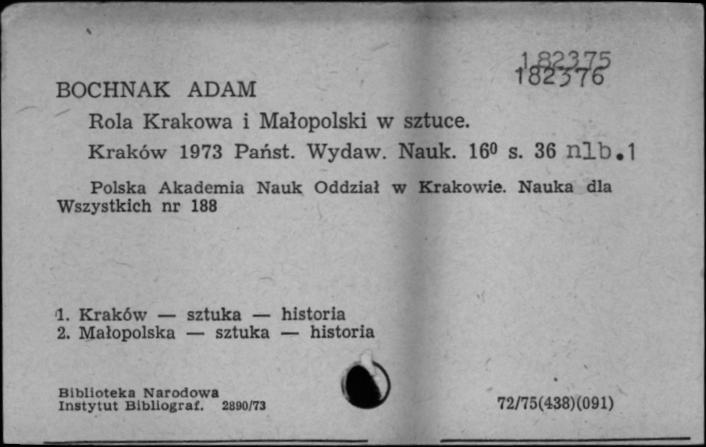 182375
182376
BOCHNAK ADAM
Rola Krakowa i Małopolski w sztuce.
Kraków 1973 Państ. Wydaw. Nauk. 16⁰ s. 36 nlb.1
Polska Akademia Nauk Oddział w Krakowie. Nauka dla
Wszystkich nr 188
1. Kraków — sztuka — historia
2. Małopolska — sztuka — historia
Biblioteka Narodowa
Instytut Bibliograf. 2890/73
72/75(438)(091)